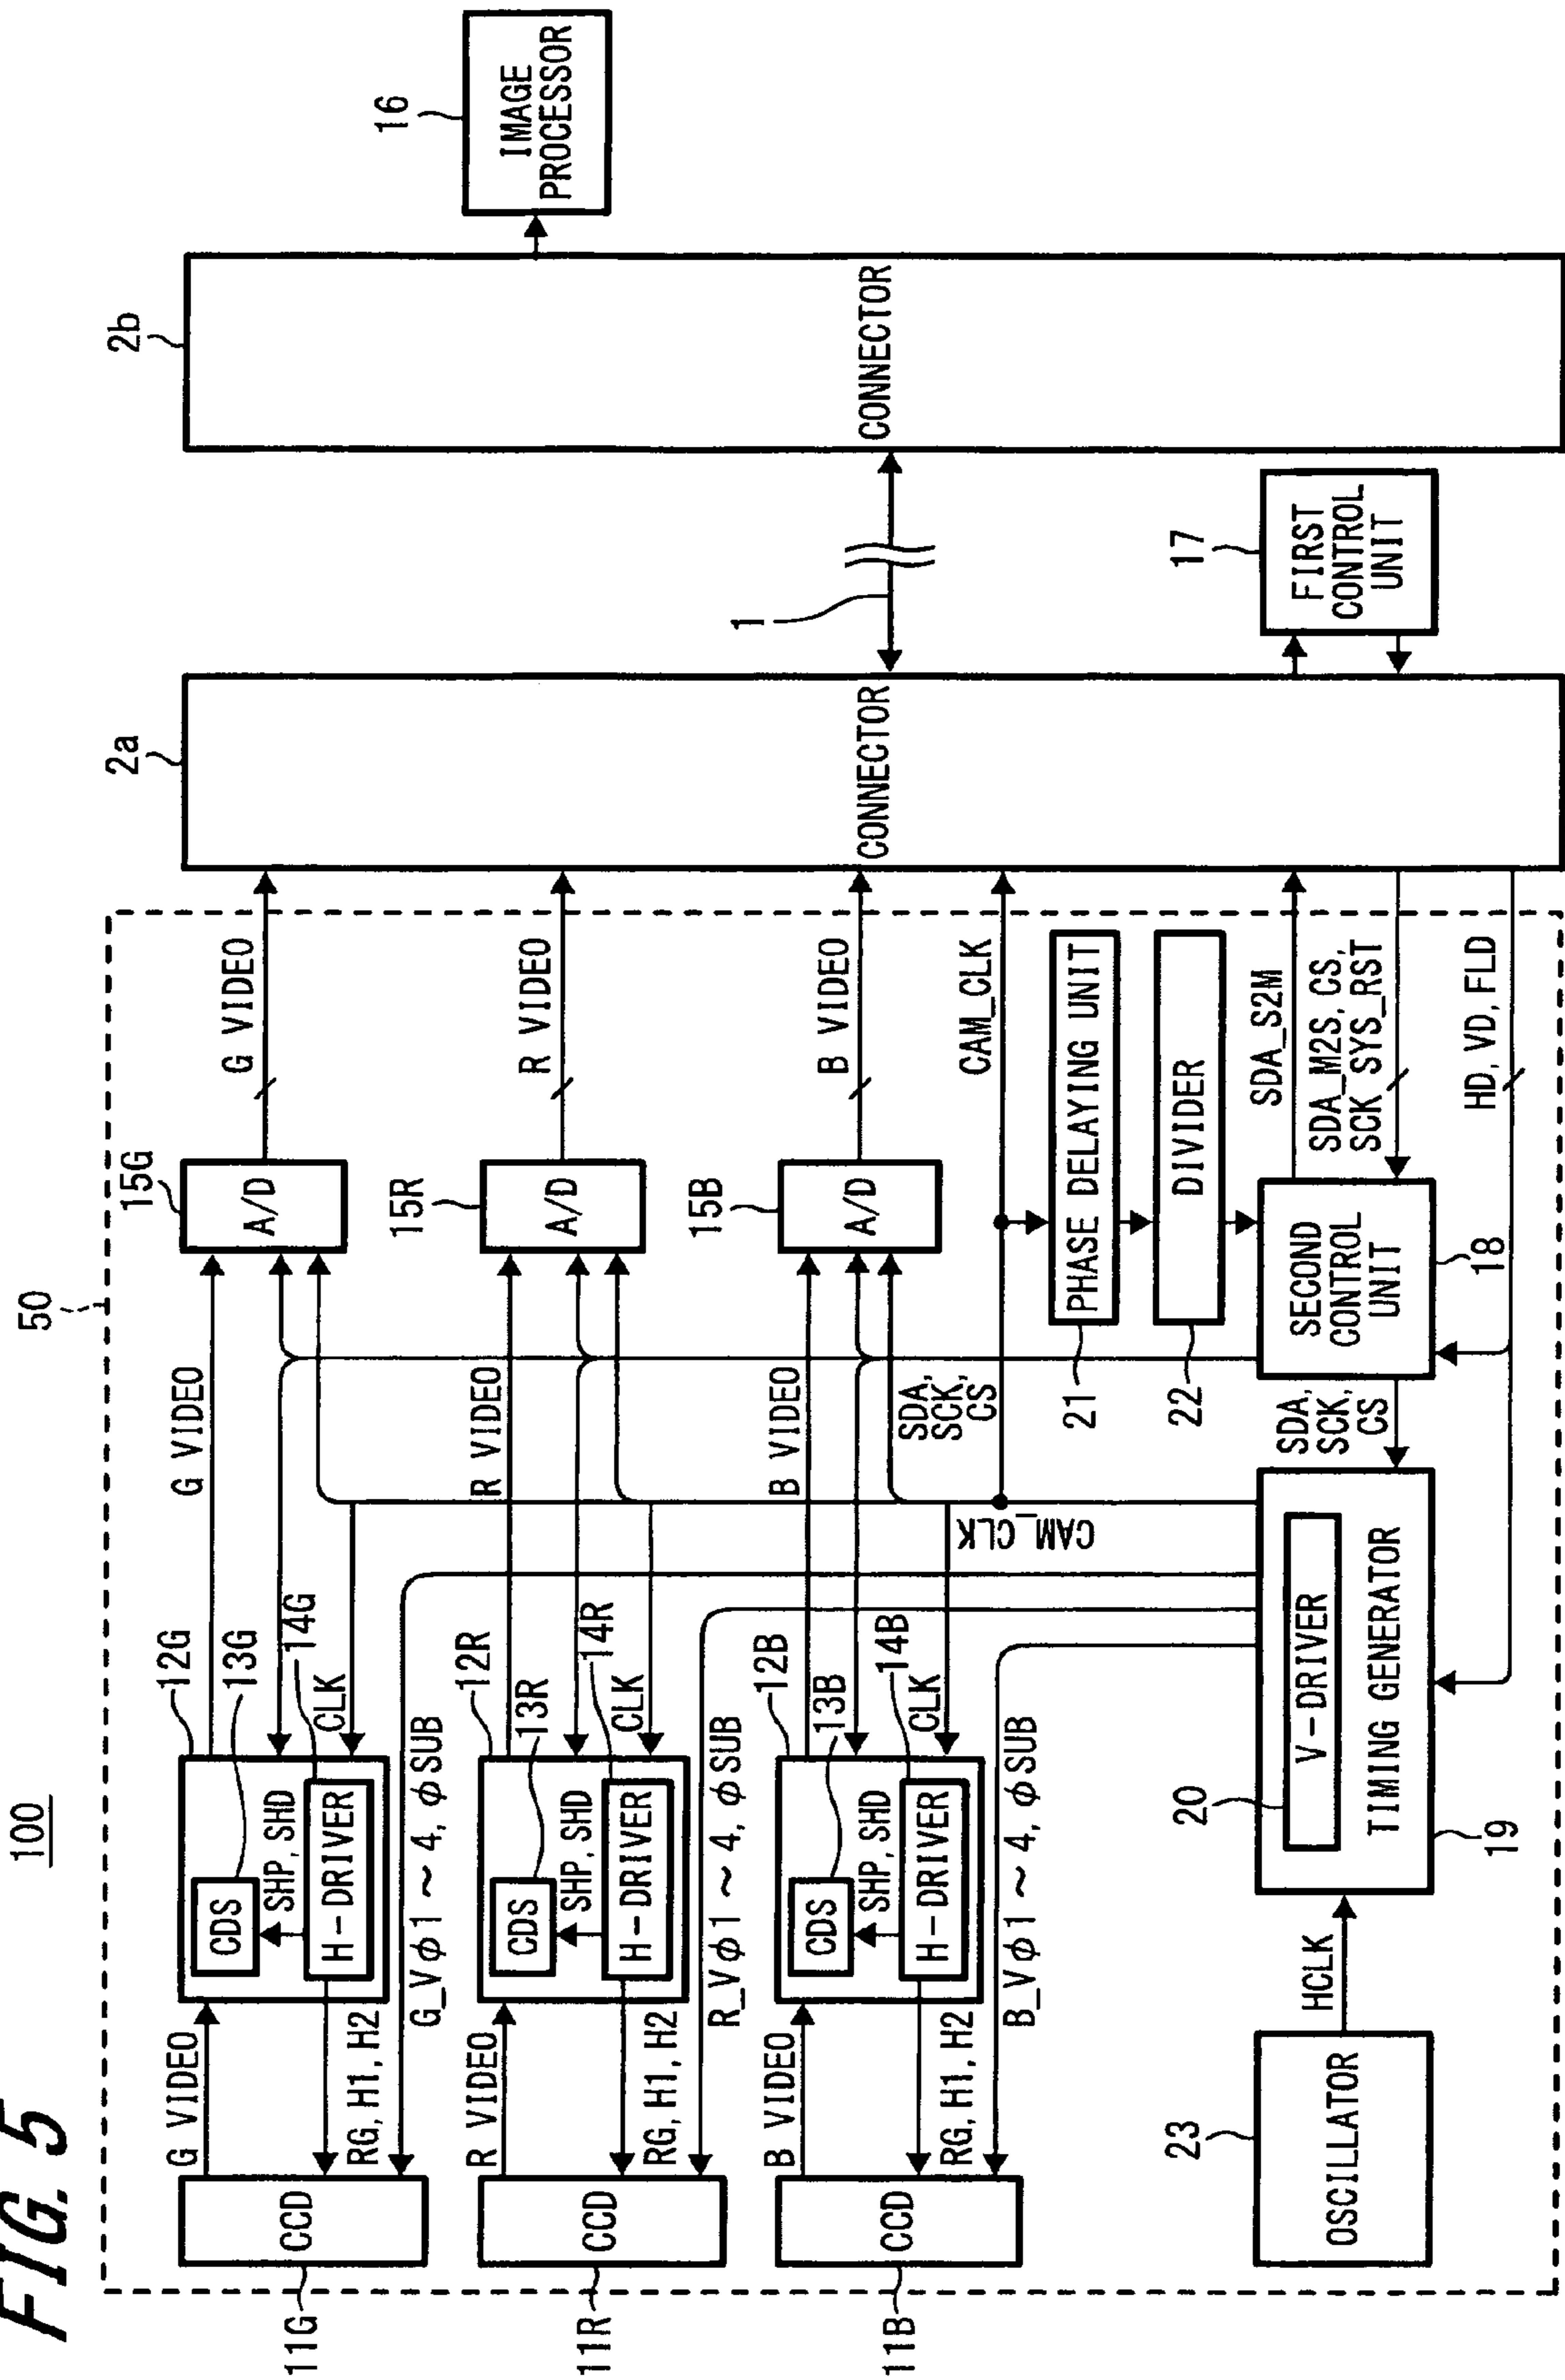 FIG. 5
100
50
2a
2b
11G
CCD
G VIDEO
RG, H1, H2
G_Vφ1~4, φSUB
12G
13G
14G
CDS
SHP, SHD
H-DRIVER
CLK
G VIDEO
15G
A/D
G VIDEO
11R
CCD
R VIDEO
RG, H1, H2
R_Vφ1~4, φSUB
12R
13R
14R
CDS
SHP, SHD
H-DRIVER
CLK
R VIDEO
15R
A/D
R VIDEO
11B
CCD
B VIDEO
RG, H1, H2
B_Vφ1~4, φSUB
12B
13B
14B
CDS
SHP, SHD
H-DRIVER
CLK
B VIDEO
SDA,
SCK,
CS
15B
A/D
B VIDEO
CAM_CLK
CAM_CLK
PHASE DELAYING UNIT
21
DIVIDER
22
23
OSCILLATOR
HCLK
20
V-DRIVER
TIMING GENERATOR
19
SDA,
SCK,
CS
SECOND
CONTROL
UNIT
18
SDA_S2M
SDA_M2S, CS,
SCK SYS_RST
HD, VD, FLD
CONNECTOR
1
17
FIRST
CONTROL
UNIT
CONNECTOR
16
IMAGE
PROCESSOR